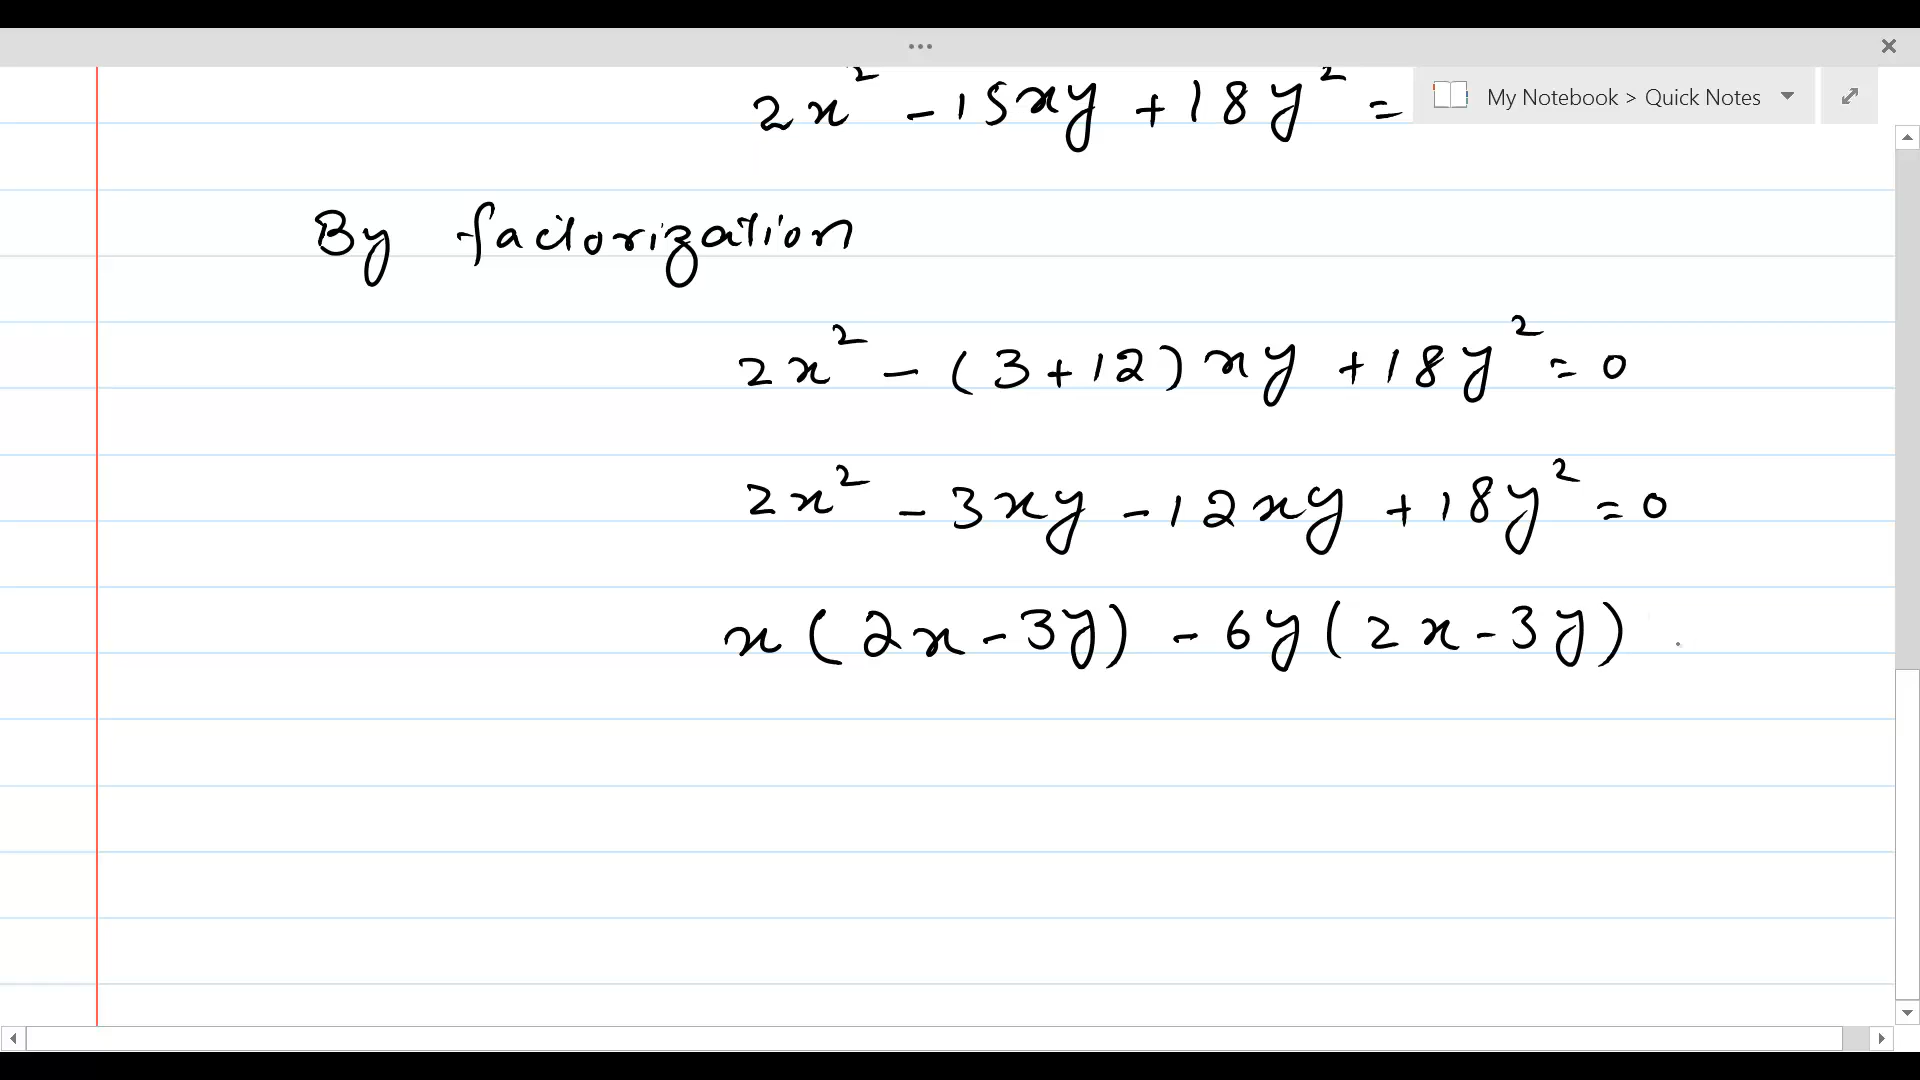 ...
2x² - 15xy + 18y² =
My Notebook > Quick Notes
By factorization
2x² - (3+12)xy + 18y² = 0
2x² - 3xy - 12xy + 18y² = 0
x(2x-3y) - 6y(2x-3y)